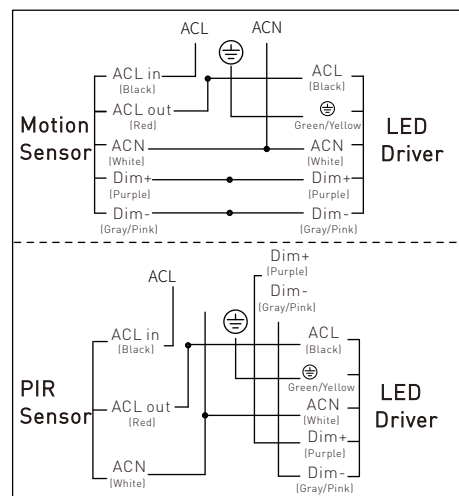 ACL
ACN
ACL in
(Black)
ACL out
(Red)
ACN
(White)
Dim+
(Purple)
Dim-
(Gray/Pink)
Motion
Sensor
ACL
(Black)
Green/Yellow
ACN
(White)
Dim+
(Purple)
Dim-
(Gray/Pink)
LED
Driver
ACL
Dim+
(Purple)
Dim-
(Gray/Pink)
ACL in
(Black)
ACL out
(Red)
ACN
(White)
PIR
Sensor
ACL
(Black)
Green/Yellow
ACN
(White)
Dim+
(Purple)
Dim-
(Gray/Pink)
LED
Driver